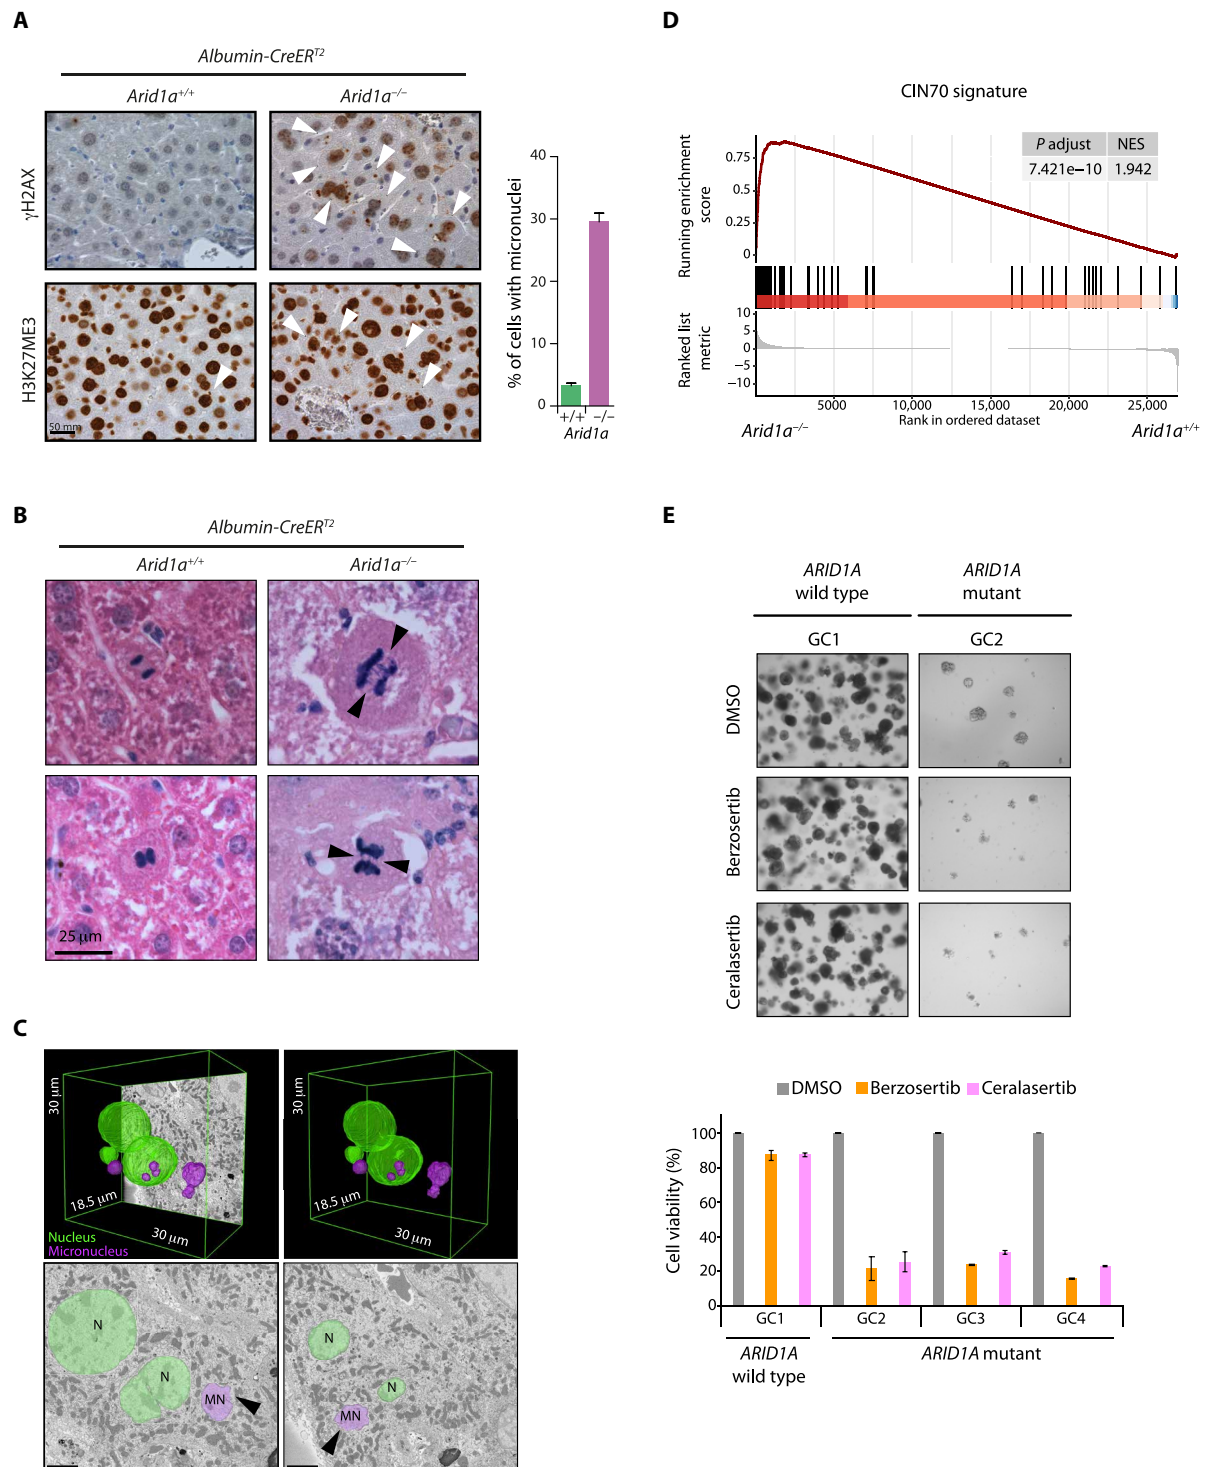 A
Albumin-CreERT2
Arid1a+/+
Arid1a−/−
γH2AX
H3K27ME3
50 mm
% of cells with micronuclei
40
30
20
10
0
+/+
−/−
Arid1a
B
Albumin-CreERT2
Arid1a+/+
Arid1a−/−
25 μm
C
30 μm
18.5 μm
30 μm
Nucleus
Micronucleus
30 μm
18.5 μm
30 μm
N
N
MN
N
N
MN
D
CIN70 signature
P adjust NES
7.421e−10 1.942
Running enrichment
score
0.75
0.5
0.25
0
Ranked list
metric
10
5
0
−5
−10
5000 10,000 15,000 20,000 25,000
Rank in ordered dataset
Arid1a−/−
Arid1a+/+
E
ARID1A
wild type
ARID1A
mutant
GC1
GC2
DMSO
Berzosertib
Ceralasertib
DMSO Berzosertib Ceralasertib
Cell viability (%)
100
80
60
40
20
0
GC1 GC2 GC3 GC4
ARID1A
wild type
ARID1A mutant